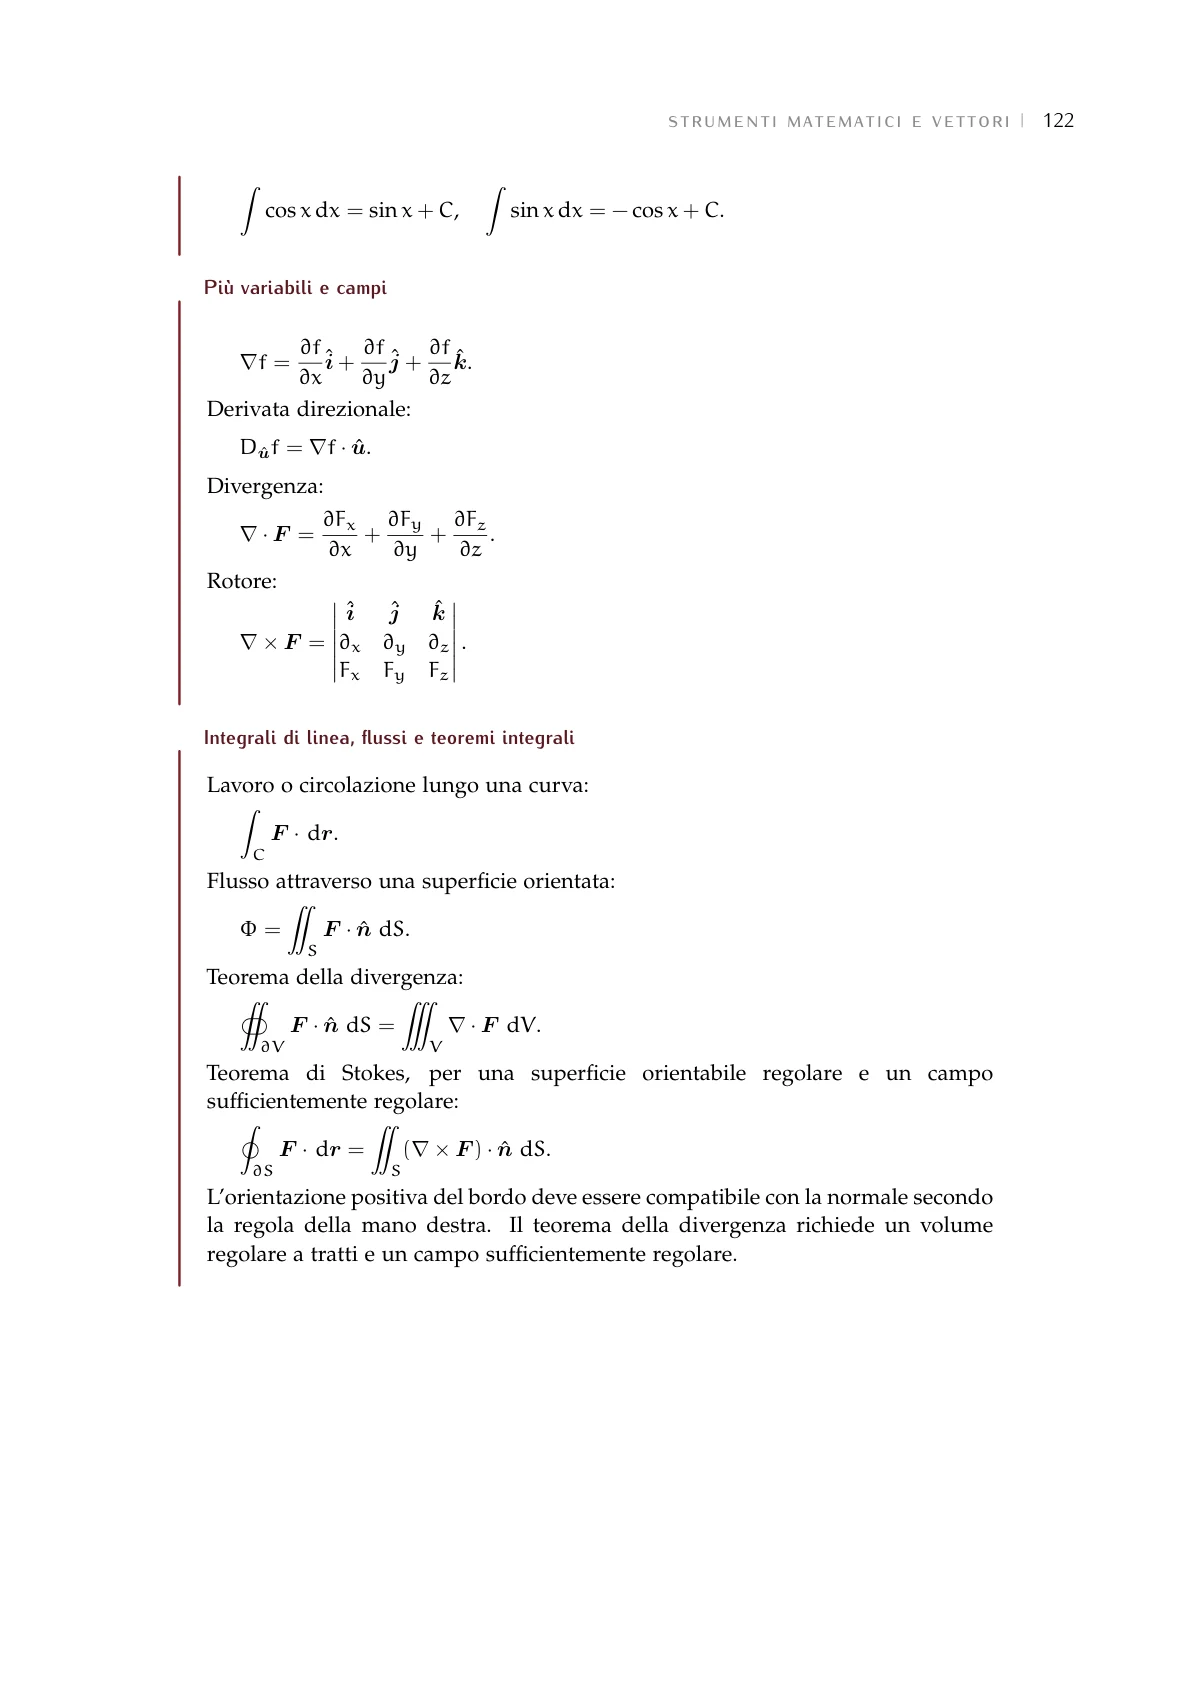 STRUMENTI MATEMATICI E VETTORI | 122
∫ cos x dx = sin x + C, ∫ sin x dx = − cos x + C.
Più variabili e campi
∇f = ∂f/∂x î + ∂f/∂y ĵ + ∂f/∂z k̂.
Derivata direzionale:
D_û f = ∇f · û.
Divergenza:
∇ · F = ∂F_x/∂x + ∂F_y/∂y + ∂F_z/∂z.
Rotore:
∇ × F = | î ĵ k̂ |
| ∂_x ∂_y ∂_z | .
| F_x F_y F_z |
Integrali di linea, flussi e teoremi integrali
Lavoro o circolazione lungo una curva:
∫_C F · dr.
Flusso attraverso una superficie orientata:
Φ = ∬_S F · n̂ dS.
Teorema della divergenza:
∯_∂V F · n̂ dS = ∭_V ∇ · F dV.
Teorema di Stokes, per una superficie orientabile regolare e un campo
sufficientemente regolare:
∮_∂S F · dr = ∬_S (∇ × F) · n̂ dS.
L’orientazione positiva del bordo deve essere compatibile con la normale secondo
la regola della mano destra. Il teorema della divergenza richiede un volume
regolare a tratti e un campo sufficientemente regolare.